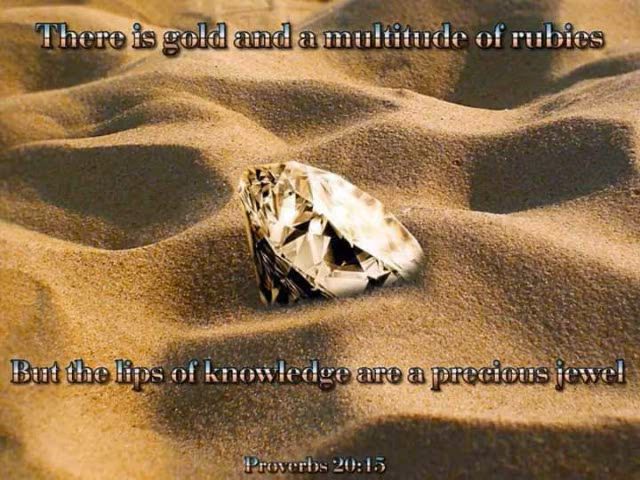 There is gold and a multitude of rubies
But the lips of knowledge are a precious jewel
Proverbs 20:15